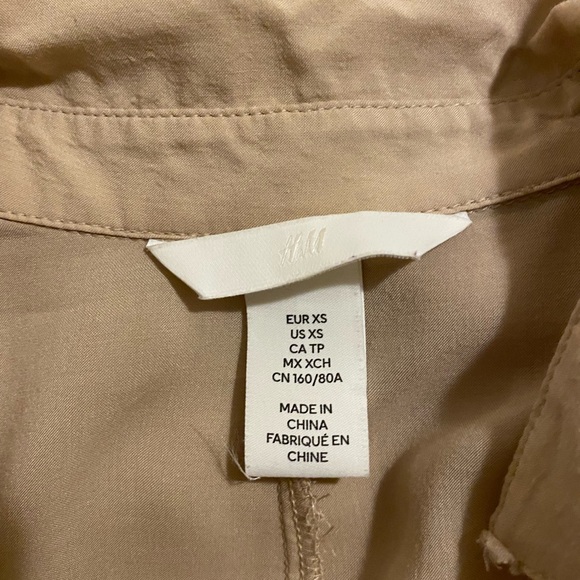 H&M
EUR XS
US XS
CA TP
MX XCH
CN 160/80A
MADE IN
CHINA
FABRIQUÉ EN
CHINE